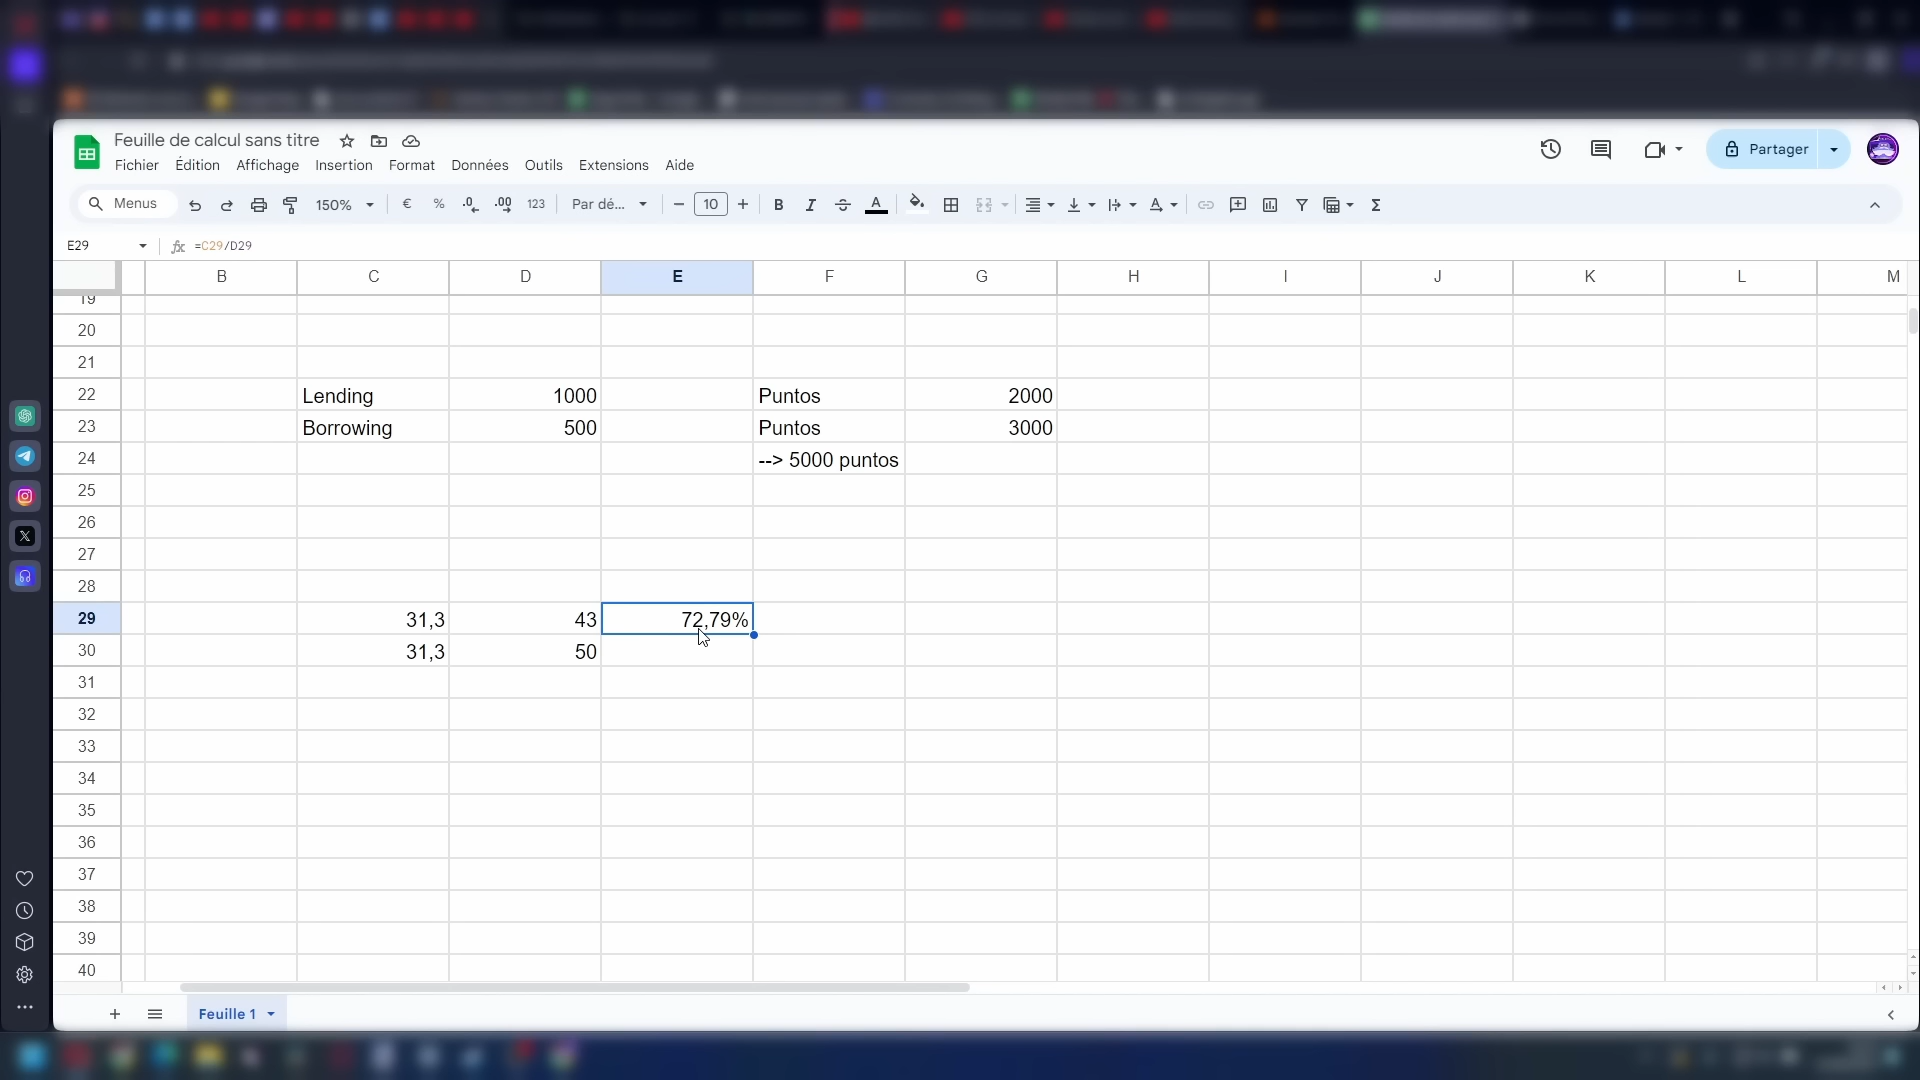 Feuille de calcul sans titre
Partager
Fichier Édition Affichage Insertion Format Données Outils Extensions Aide
Menus 150% € % .0 .00 123 Par dé... − 10 + B I S A Σ
E29 fx =C29/D29
B C D E F G H I J K L M
19
20
21
22 Lending 1000 Puntos 2000
23 Borrowing 500 Puntos 3000
24 --> 5000 puntos
25
26
27
28
29 31,3 43 72,79%
30 31,3 50
31
32
33
34
35
36
37
38
39
40
Feuille 1